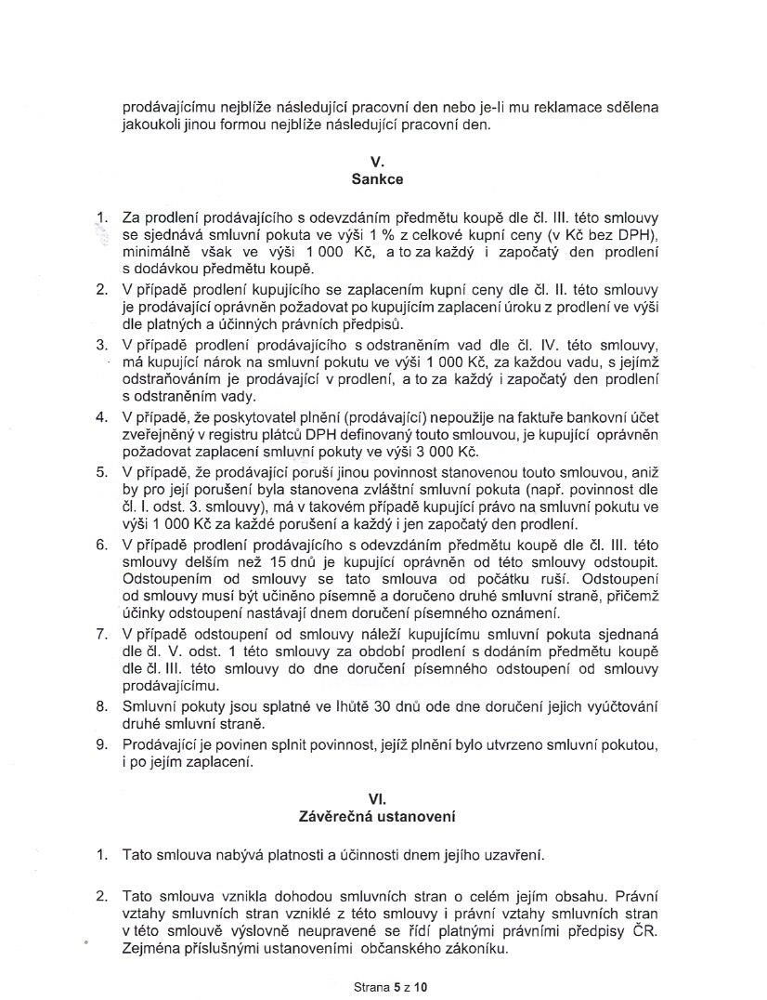 prodávajícímu nejblíže následující pracovní den nebo je-li mu reklamace sdělena
jakoukoli jinou formou nejblíže následující pracovní den.
V.
Sankce
1. Za prodlení prodávajícího s odevzdáním předmětu koupě dle čl. III. této smlouvy
se sjednává smluvní pokuta ve výši 1 % z celkové kupní ceny (v Kč bez DPH),
minimálně však ve výši 1 000 Kč, a to za každý i započatý den prodlení
s dodávkou předmětu koupě.
2. V případě prodlení kupujícího se zaplacením kupní ceny dle čl. II. této smlouvy
je prodávající oprávněn požadovat po kupujícím zaplacení úroku z prodlení ve výši
dle platných a účinných právních předpisů.
3. V případě prodlení prodávajícího s odstraněním vad dle čl. IV. této smlouvy,
má kupující nárok na smluvní pokutu ve výši 1 000 Kč, za každou vadu, s jejímž
odstraňováním je prodávající v prodlení, a to za každý i započatý den prodlení
s odstraněním vady.
4. V případě, že poskytovatel plnění (prodávající) nepoužije na faktuře bankovní účet
zveřejněný v registru plátců DPH definovaný touto smlouvou, je kupující oprávněn
požadovat zaplacení smluvní pokuty ve výši 3 000 Kč.
5. V případě, že prodávající poruší jinou povinnost stanovenou touto smlouvou, aniž
by pro její porušení byla stanovena zvláštní smluvní pokuta (např. povinnost dle
čl. I. odst. 3. smlouvy), má v takovém případě kupující právo na smluvní pokutu ve
výši 1 000 Kč za každé porušení a každý i jen započatý den prodlení.
6. V případě prodlení prodávajícího s odevzdáním předmětu koupě dle čl. III. této
smlouvy delším než 15 dnů je kupující oprávněn od této smlouvy odstoupit.
Odstoupením od smlouvy se tato smlouva od počátku ruší. Odstoupení
od smlouvy musí být učiněno písemně a doručeno druhé smluvní straně, přičemž
účinky odstoupení nastávají dnem doručení písemného oznámení.
7. V případě odstoupení od smlouvy náleží kupujícímu smluvní pokuta sjednaná
dle čl. V. odst. 1 této smlouvy za období prodlení s dodáním předmětu koupě
dle čl. III. této smlouvy do dne doručení písemného odstoupení od smlouvy
prodávajícímu.
8. Smluvní pokuty jsou splatné ve lhůtě 30 dnů ode dne doručení jejich vyúčtování
druhé smluvní straně.
9. Prodávající je povinen splnit povinnost, jejíž plnění bylo utvrzeno smluvní pokutou,
i po jejím zaplacení.
VI.
Závěrečná ustanovení
1. Tato smlouva nabývá platnosti a účinnosti dnem jejího uzavření.
2. Tato smlouva vznikla dohodou smluvních stran o celém jejím obsahu. Právní
vztahy smluvních stran vzniklé z této smlouvy i právní vztahy smluvních stran
v této smlouvě výslovně neupravené se řídí platnými právními předpisy ČR.
Zejména příslušnými ustanoveními občanského zákoníku.
Strana 5 z 10